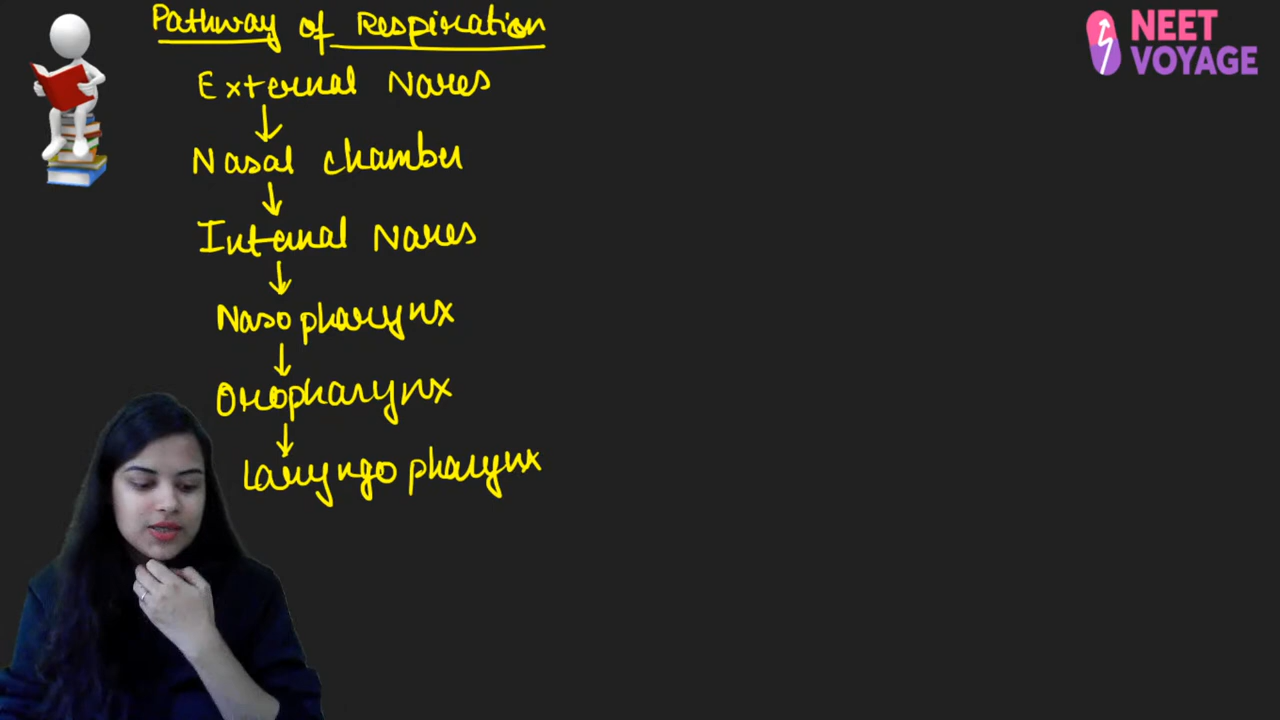 Pathway of Respiration
External Nares
↓
Nasal chamber
↓
Internal Nares
↓
Nasopharynx
↓
Oropharynx
↓
Laryngopharynx
NEET
VOYAGE